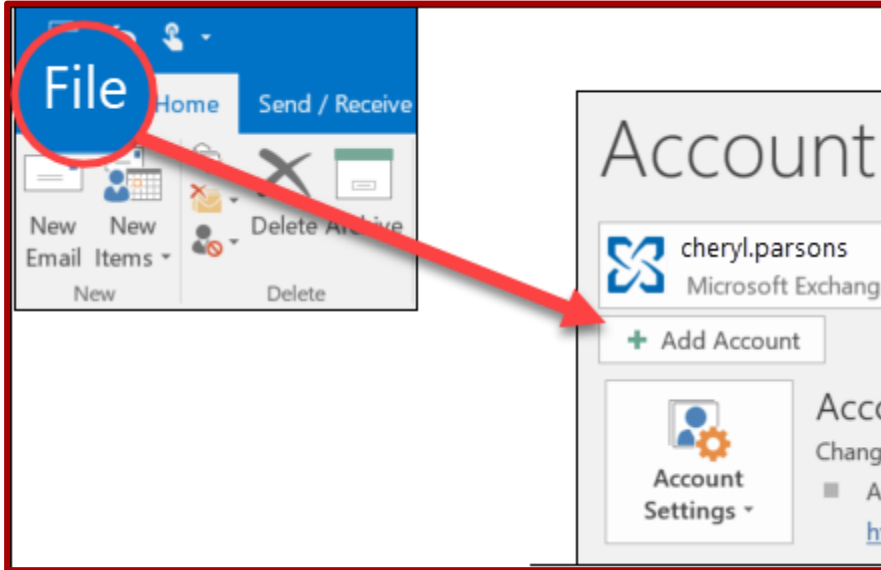 File
Home
Send / Receive
New
Email
New
Items
Delete
Archive
New
Delete
Account
cheryl.parsons
Microsoft Exchang
+ Add Account
Account
Settings
Acco
Chang
A
h